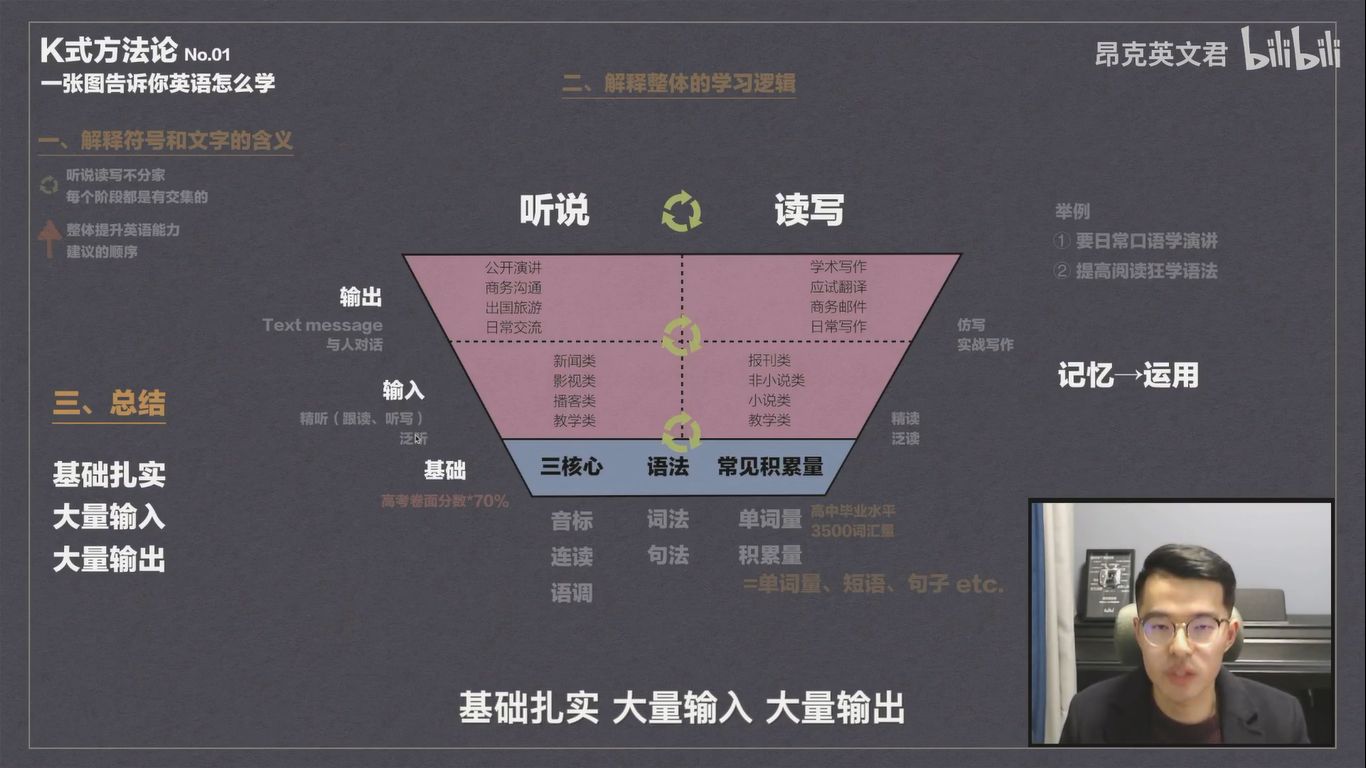 K式方法论 No.01
一张图告诉你英语怎么学
昂克英文君 bilibili
二、解释整体的学习逻辑
一、解释符号和文字的含义
听说读写不分家
每个阶段都是有交集的
整体提升英语能力
建议的顺序
听说
读写
举例
① 要日常口语学演讲
② 提高阅读狂学语法
输出
Text message
与人对话
公开演讲
商务沟通
出国旅游
日常交流
学术写作
应试翻译
商务邮件
日常写作
仿写
实战写作
记忆→运用
输入
精听（跟读、听写）
泛听
新闻类
影视类
播客类
教学类
报刊类
非小说类
小说类
教学类
精读
泛读
三、总结
基础扎实
大量输入
大量输出
基础
高考卷面分数*70%
三核心
语法
常见积累量
音标
连读
语调
词法
句法
单词量
高中毕业水平
3500词汇量
积累量
=单词量、短语、句子 etc.
基础扎实 大量输入 大量输出